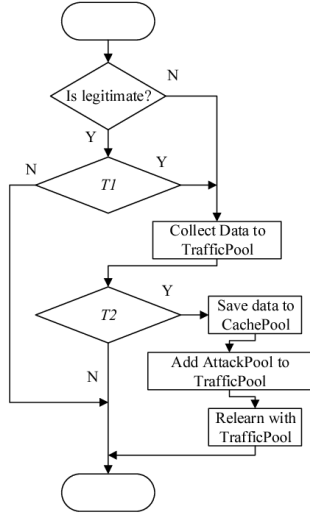 N
Is legitimate?
Y
N
Y
T1
Collect Data to
TrafficPool
Y
T2
Save data to
CachePool
N
Add AttackPool to
TrafficPool
Relearn with
TrafficPool